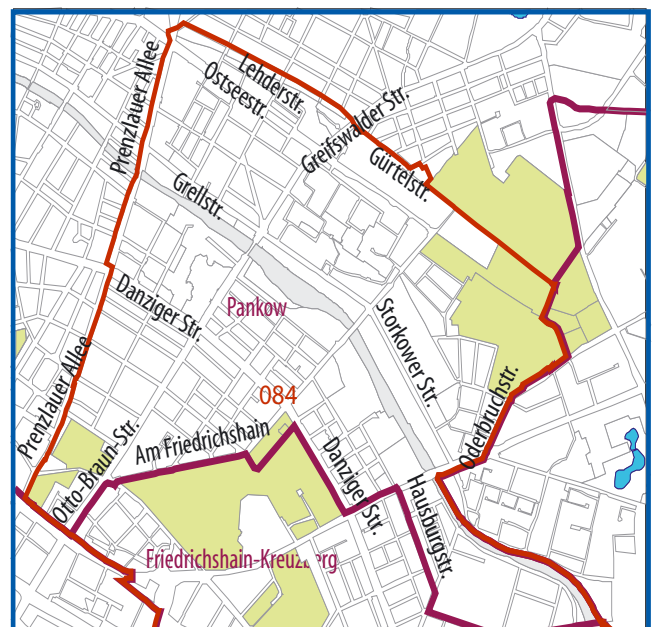 Prenzlauer Allee
Lehderstr.
Ostseestr.
Greifswalder Str.
Gürtelstr.
Grellstr.
Danziger Str.
Pankow
Storkower Str.
Prenzlauer Allee
084
Oderbruchstr.
Otto-Braun-Str.
Am Friedrichshain
Danziger Str.
Hausburgstr.
Friedrichshain-Kreuzberg